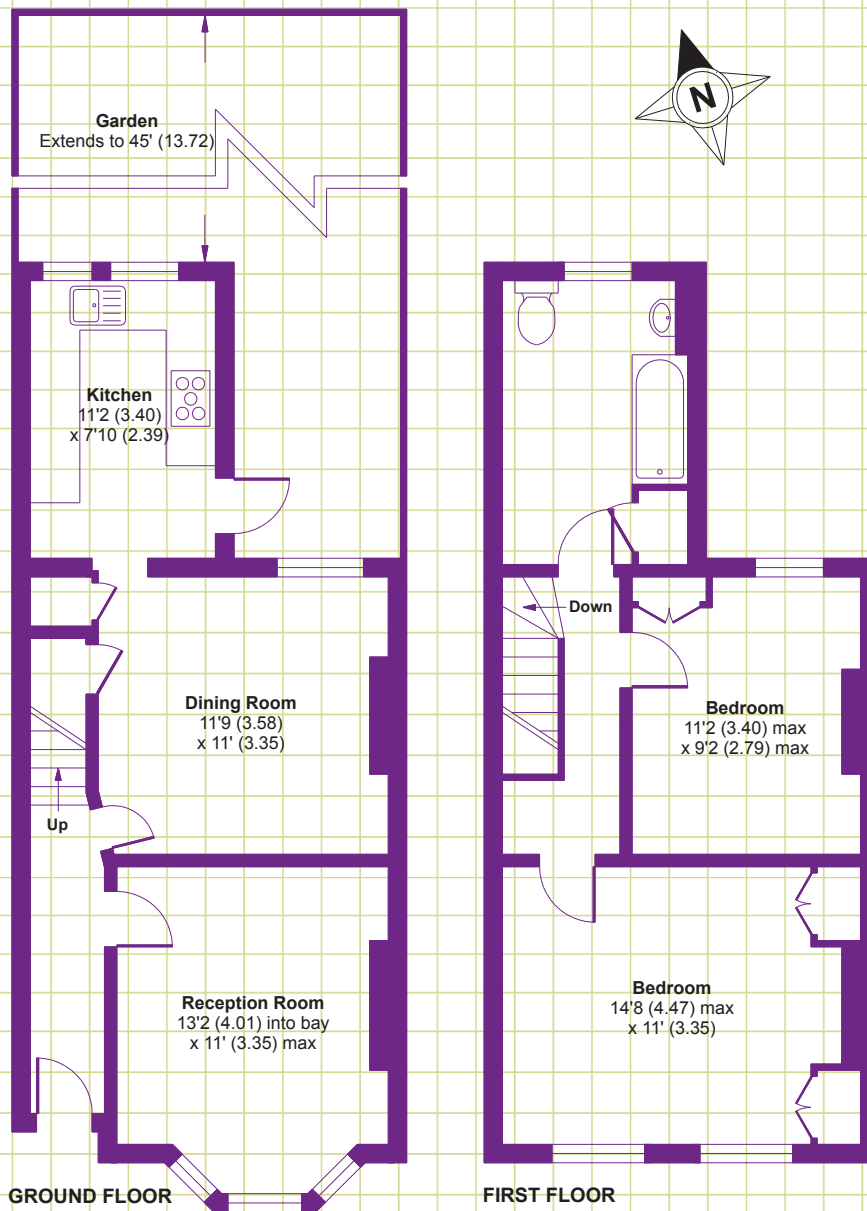 Garden
Extends to 45' (13.72)
N
Kitchen
11'2 (3.40)
x 7'10 (2.39)
Down
Dining Room
11'9 (3.58)
x 11' (3.35)
Bedroom
11'2 (3.40) max
x 9'2 (2.79) max
Up
Reception Room
13'2 (4.01) into bay
x 11' (3.35) max
Bedroom
14'8 (4.47) max
x 11' (3.35)
GROUND FLOOR
FIRST FLOOR